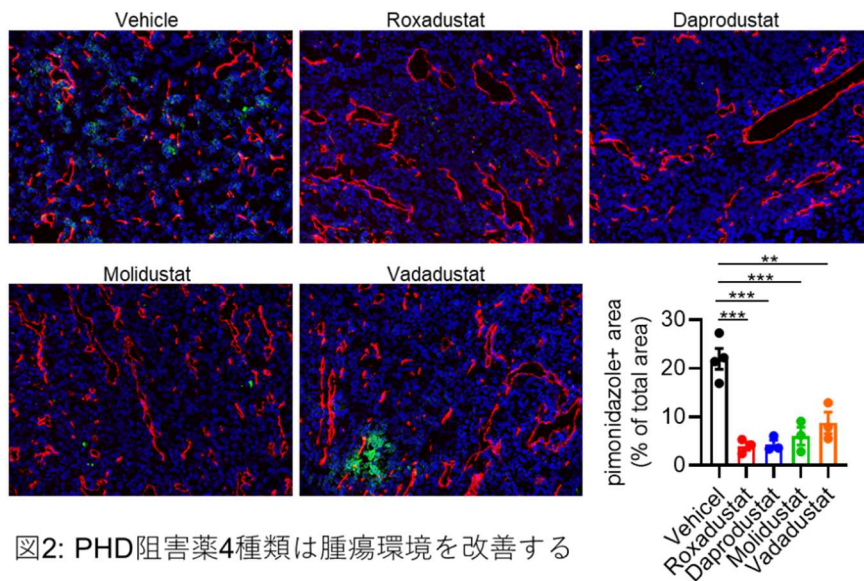 Vehicle
Roxadustat
Daprodustat
Molidustat
Vadadustat
**
***
***
***
pimonidazole+ area
(% of total area)
30
20
10
0
Vehicel
Roxadustat
Daprodustat
Molidustat
Vadadustat
図2: PHD阻害薬4種類は腫瘍環境を改善する